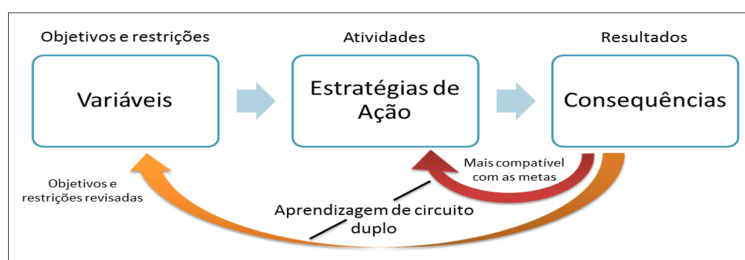 Objetivos e restrições
Atividades
Resultados
Variáveis
Estratégias de
Ação
Consequências
Mais compatível
com as metas
Objetivos e
restrições revisadas
Aprendizagem de circuito
duplo